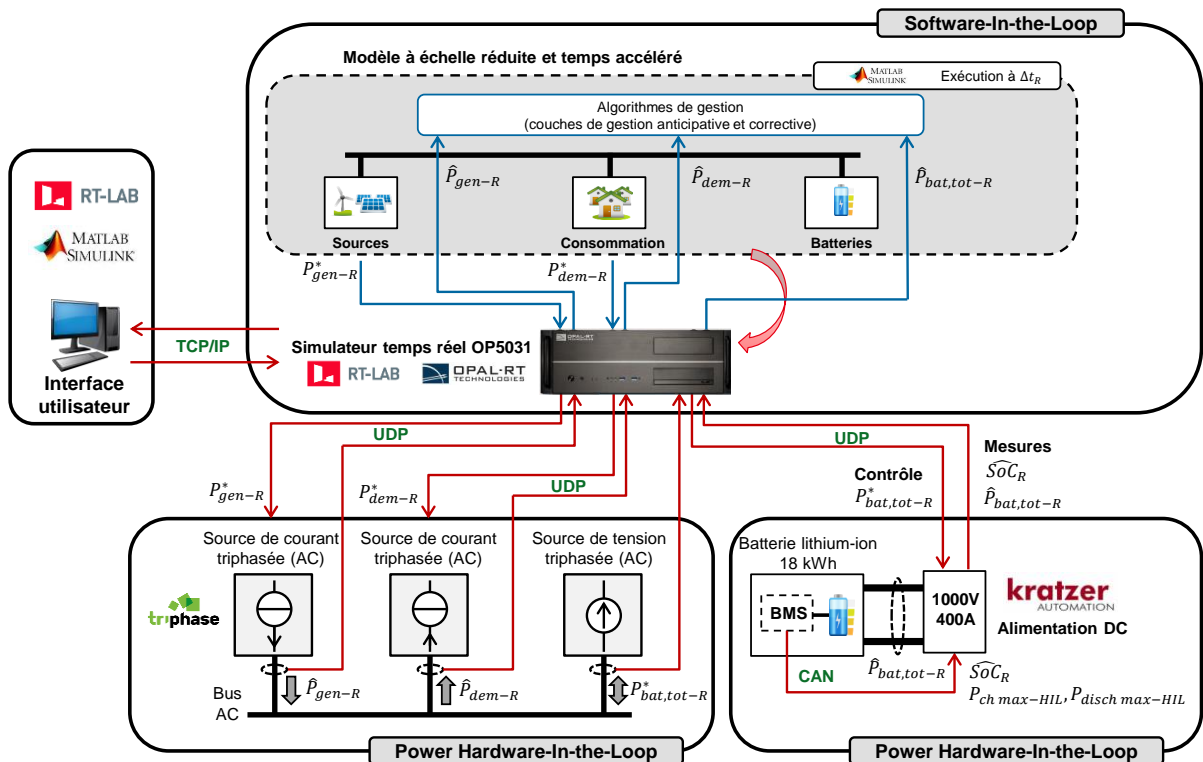 Software-In-the-Loop
Modèle à échelle réduite et temps accéléré
MATLAB
SIMULINK
Exécution à Δt_R
Algorithmes de gestion
(couches de gestion anticipative et corrective)
P̂_gen−R
P̂_dem−R
P̂_bat,tot−R
Sources
Consommation
Batteries
P*_gen−R
P*_dem−R
RT-LAB
MATLAB
SIMULINK
TCP/IP
Interface
utilisateur
Simulateur temps réel OP5031
RT-LAB
OPAL-RT
TECHNOLOGIES
OPAL-RT
TECHNOLOGIES
UDP
UDP
UDP
P*_gen−R
P*_dem−R
Contrôle
P*_bat,tot−R
Mesures
SoĈ_R
P̂_bat,tot−R
Source de courant
triphasée (AC)
Source de courant
triphasée (AC)
Source de tension
triphasée (AC)
triphase
P̂_gen−R
P̂_dem−R
P*_bat,tot−R
Bus
AC
Power Hardware-In-the-Loop
Batterie lithium-ion
18 kWh
BMS
1000V
400A
kratzer
AUTOMATION
Alimentation DC
CAN
P̂_bat,tot−R
SoĈ_R
P_ch max−HIL, P_disch max−HIL
Power Hardware-In-the-Loop